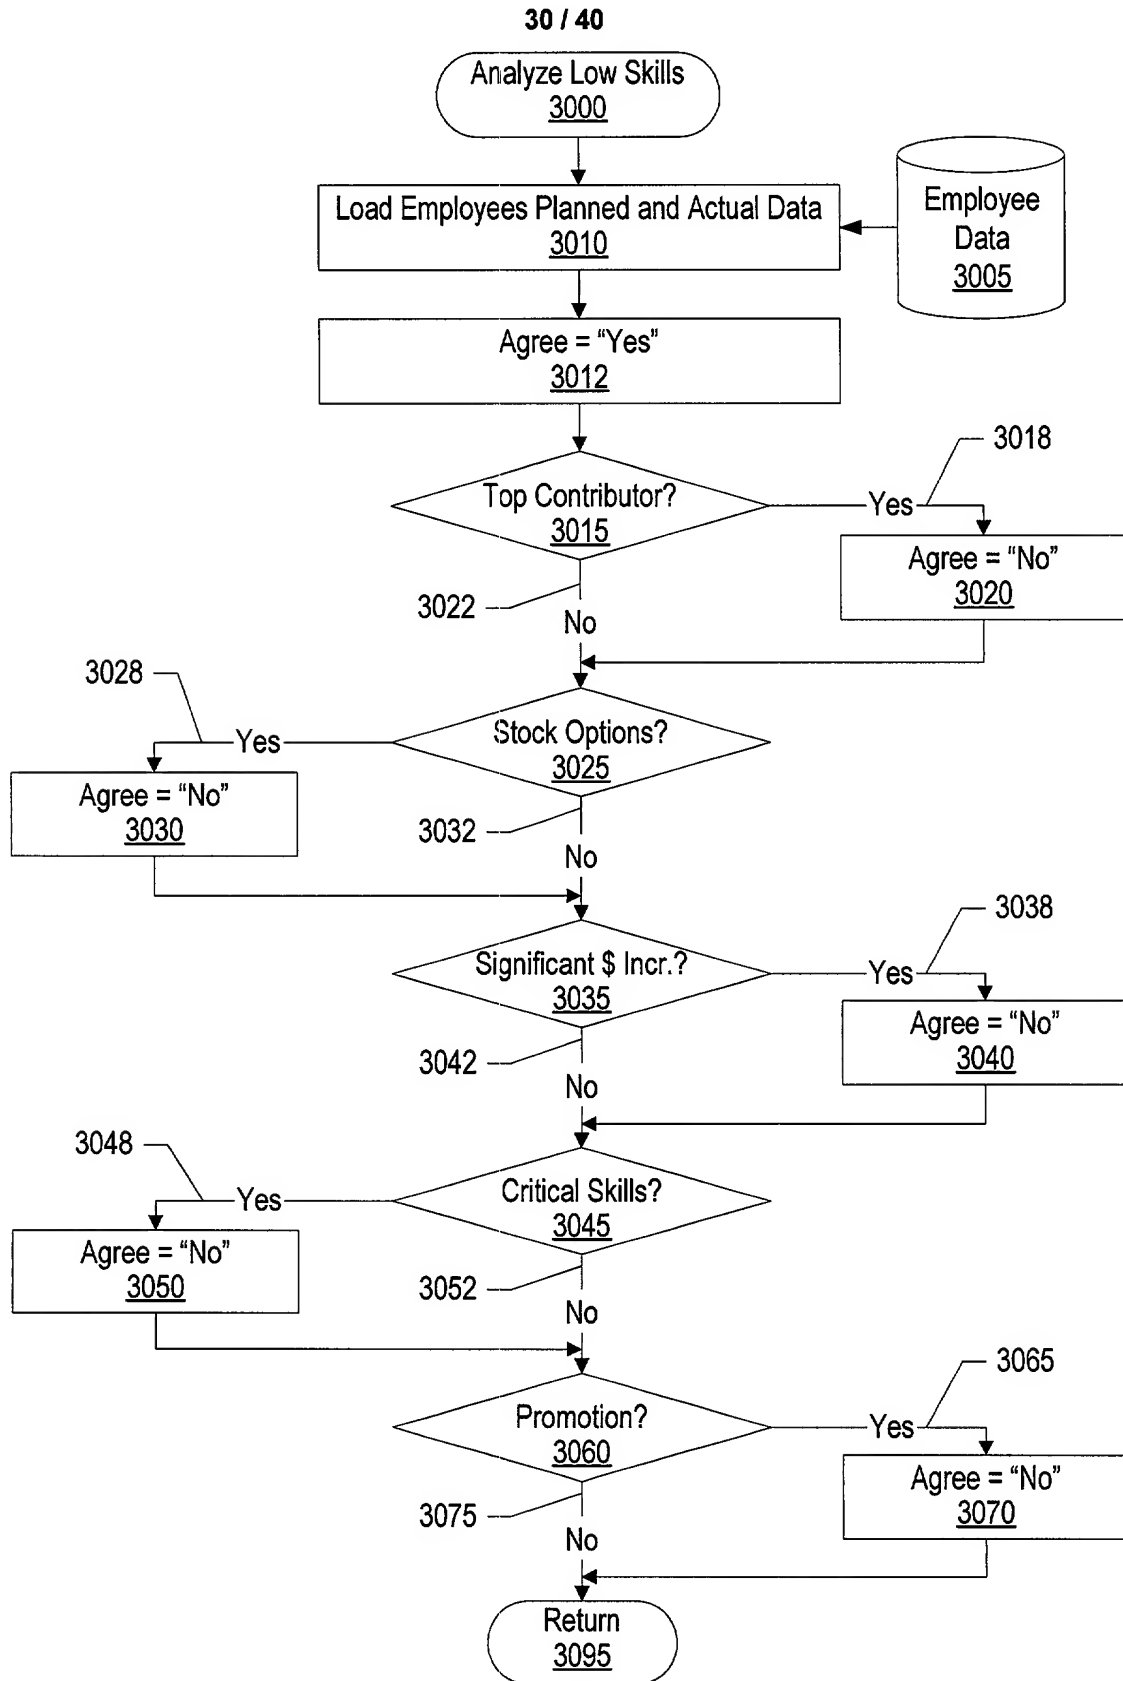 30 / 40
Analyze Low Skills
3000
Load Employees Planned and Actual Data
3010
Employee
Data
3005
Agree = “Yes”
3012
Top Contributor?
3015
Yes
3018
Agree = “No”
3020
3022
No
3028
Yes
Stock Options?
3025
Agree = “No”
3030
3032
No
Significant $ Incr.?
3035
Yes
3038
Agree = “No”
3040
3042
No
3048
Yes
Critical Skills?
3045
Agree = “No”
3050
3052
No
Promotion?
3060
Yes
3065
Agree = “No”
3070
3075
No
Return
3095